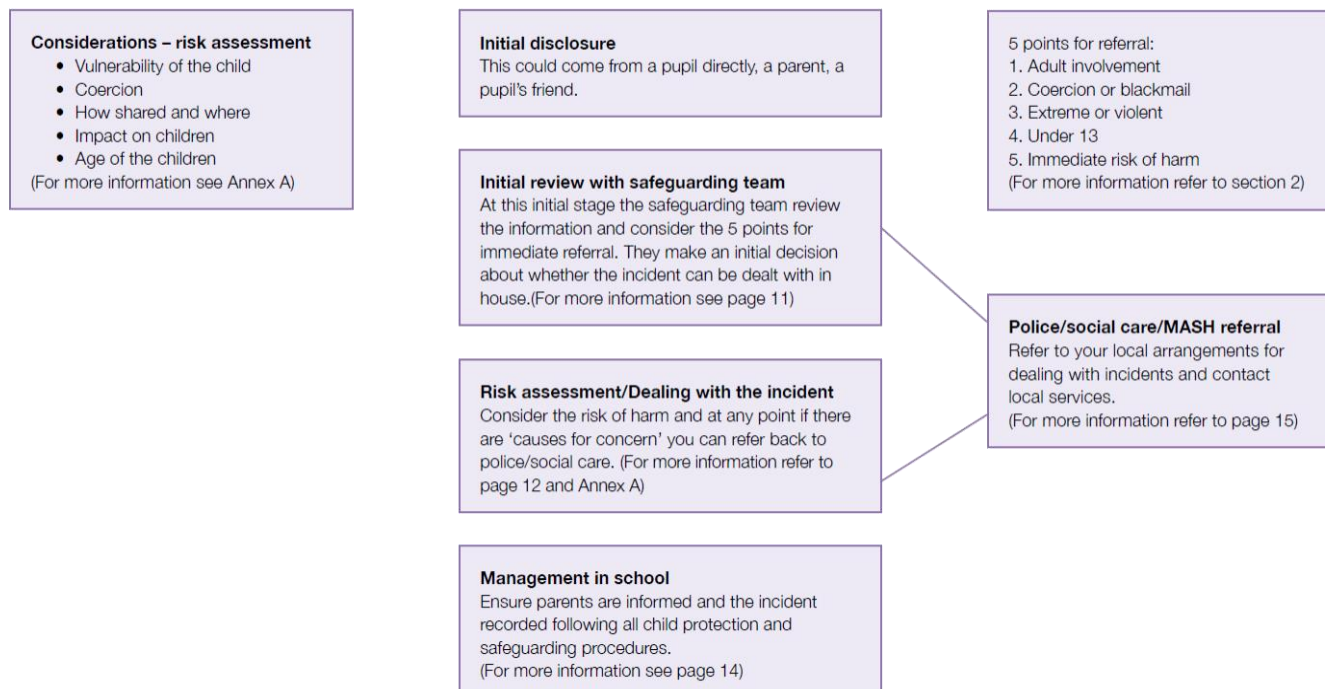 Considerations – risk assessment
• Vulnerability of the child
• Coercion
• How shared and where
• Impact on children
• Age of the children
(For more information see Annex A)
Initial disclosure
This could come from a pupil directly, a parent, a
pupil's friend.
Initial review with safeguarding team
At this initial stage the safeguarding team review
the information and consider the 5 points for
immediate referral. They make an initial decision
about whether the incident can be dealt with in
house.(For more information see page 11)
Risk assessment/Dealing with the incident
Consider the risk of harm and at any point if there
are ‘causes for concern’ you can refer back to
police/social care. (For more information refer to
page 12 and Annex A)
Management in school
Ensure parents are informed and the incident
recorded following all child protection and
safeguarding procedures.
(For more information see page 14)
5 points for referral:
1. Adult involvement
2. Coercion or blackmail
3. Extreme or violent
4. Under 13
5. Immediate risk of harm
(For more information refer to section 2)
Police/social care/MASH referral
Refer to your local arrangements for
dealing with incidents and contact
local services.
(For more information refer to page 15)